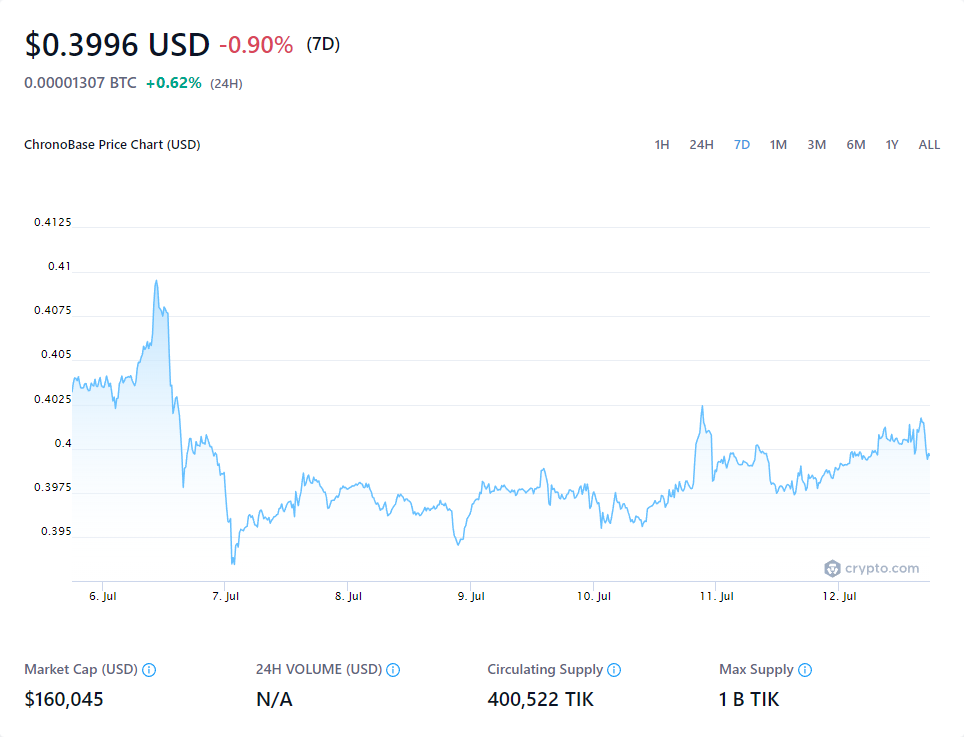 $0.3996 USD -0.90% (7D)
0.00001307 BTC +0.62% (24H)
ChronoBase Price Chart (USD)
1H 24H 7D 1M 3M 6M 1Y ALL
0.4125
0.41
0.4075
0.405
0.4025
0.4
0.3975
0.395
crypto.com
6. Jul 7. Jul 8. Jul 9. Jul 10. Jul 11. Jul 12. Jul
Market Cap (USD) 24H VOLUME (USD) Circulating Supply Max Supply
$160,045 N/A 400,522 TIK 1 B TIK